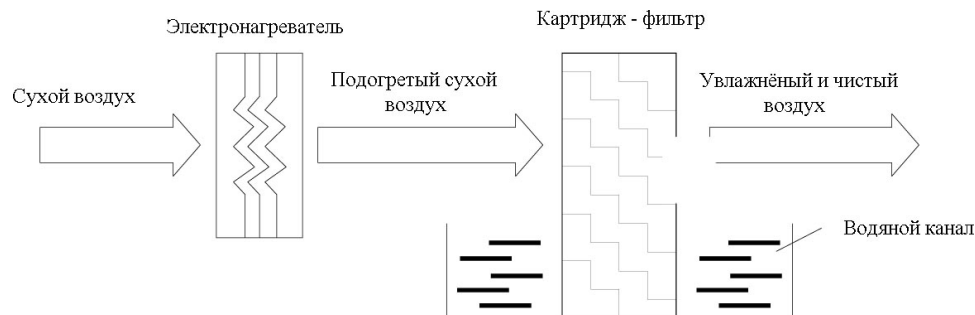 Электронагреватель
Картридж - фильтр
Сухой воздух
Подогретый сухой
воздух
Увлажнёный и чистый
воздух
Водяной канал